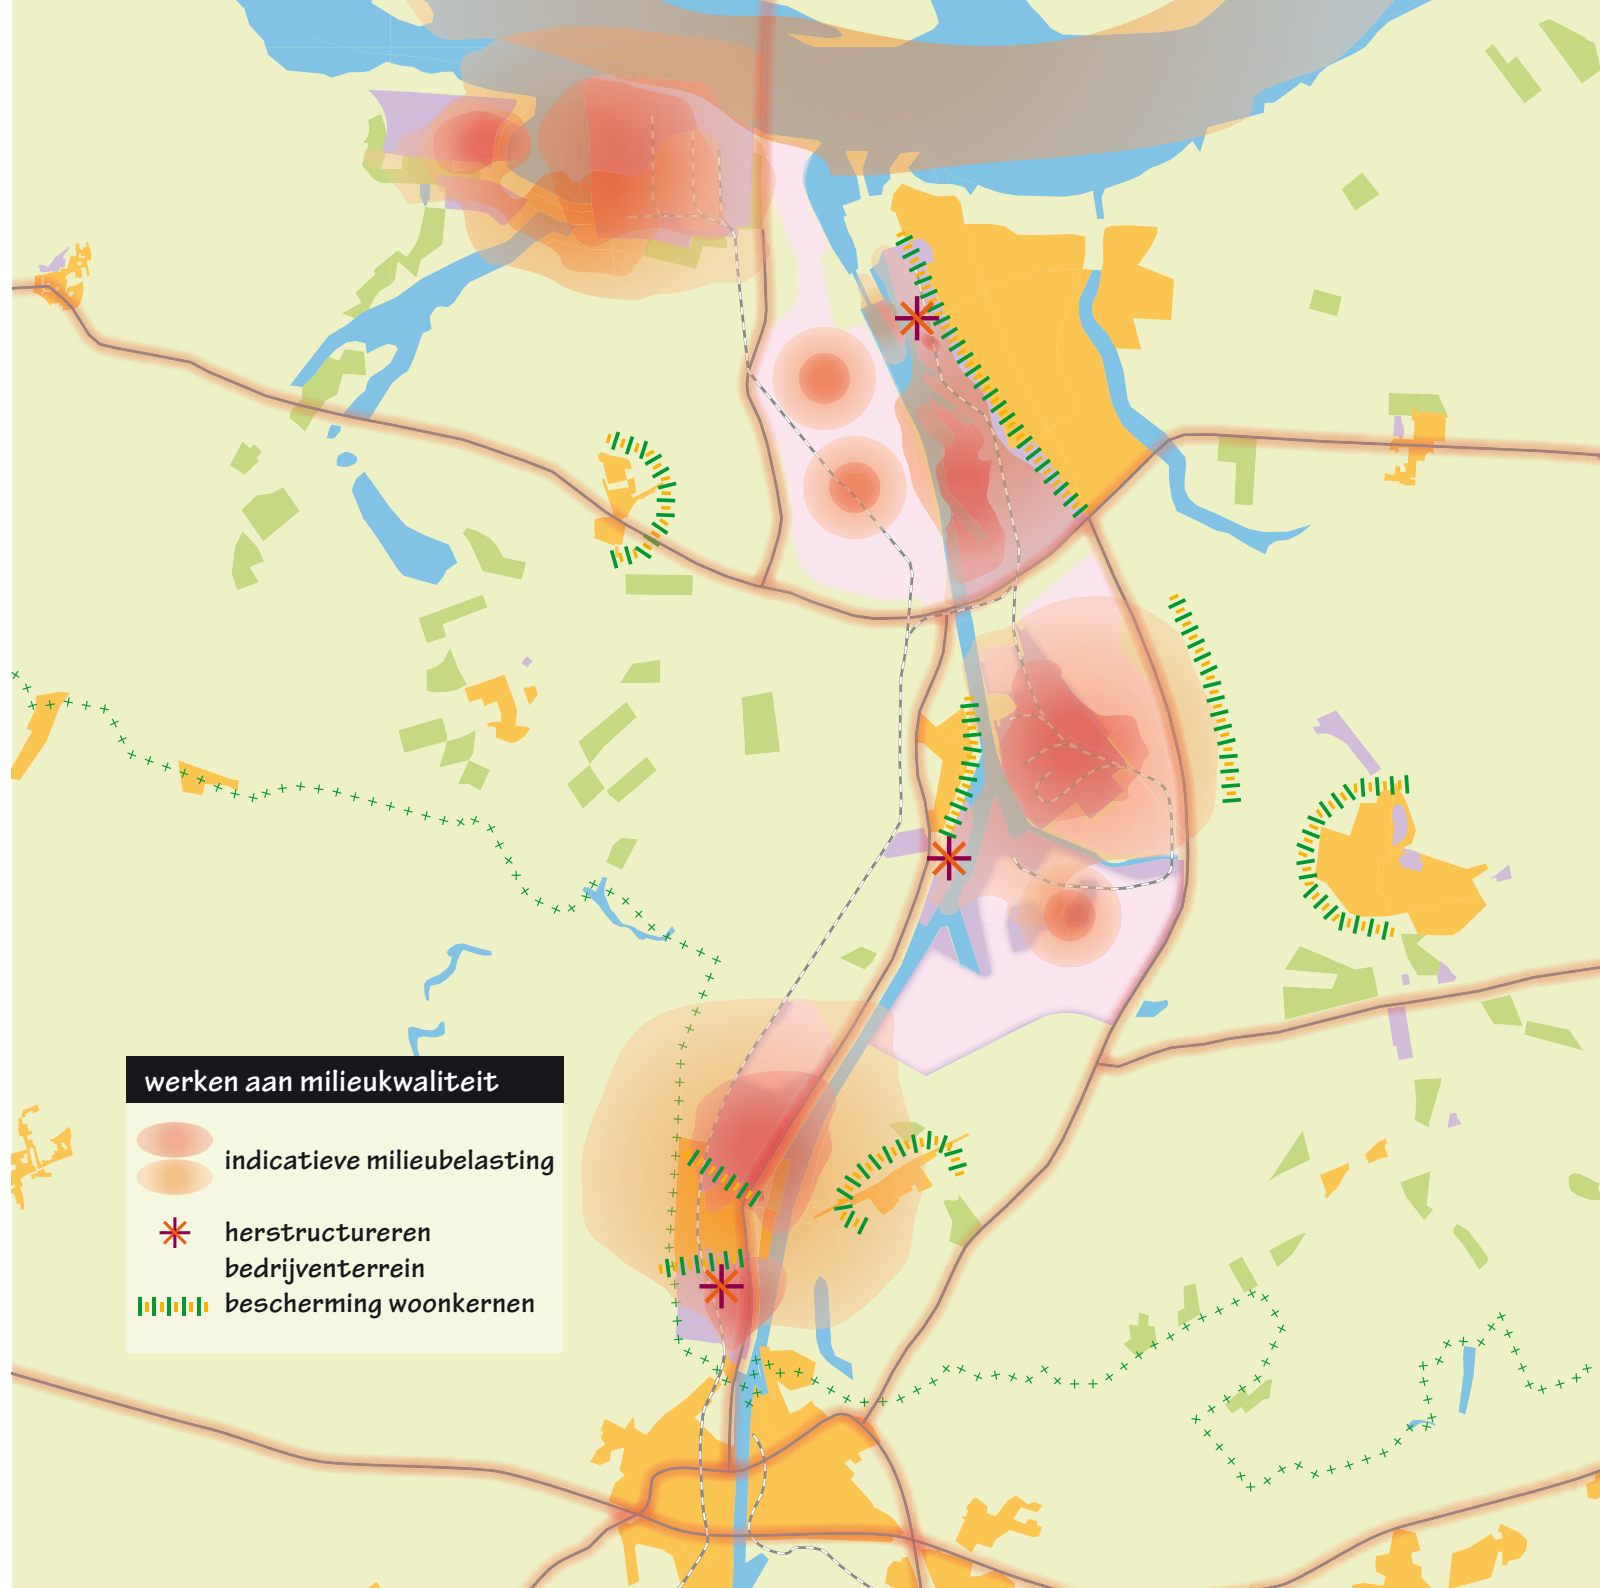 werken aan milieukwaliteit
indicatieve milieubelasting
herstructureren
bedrijventerrein
bescherming woonkernen